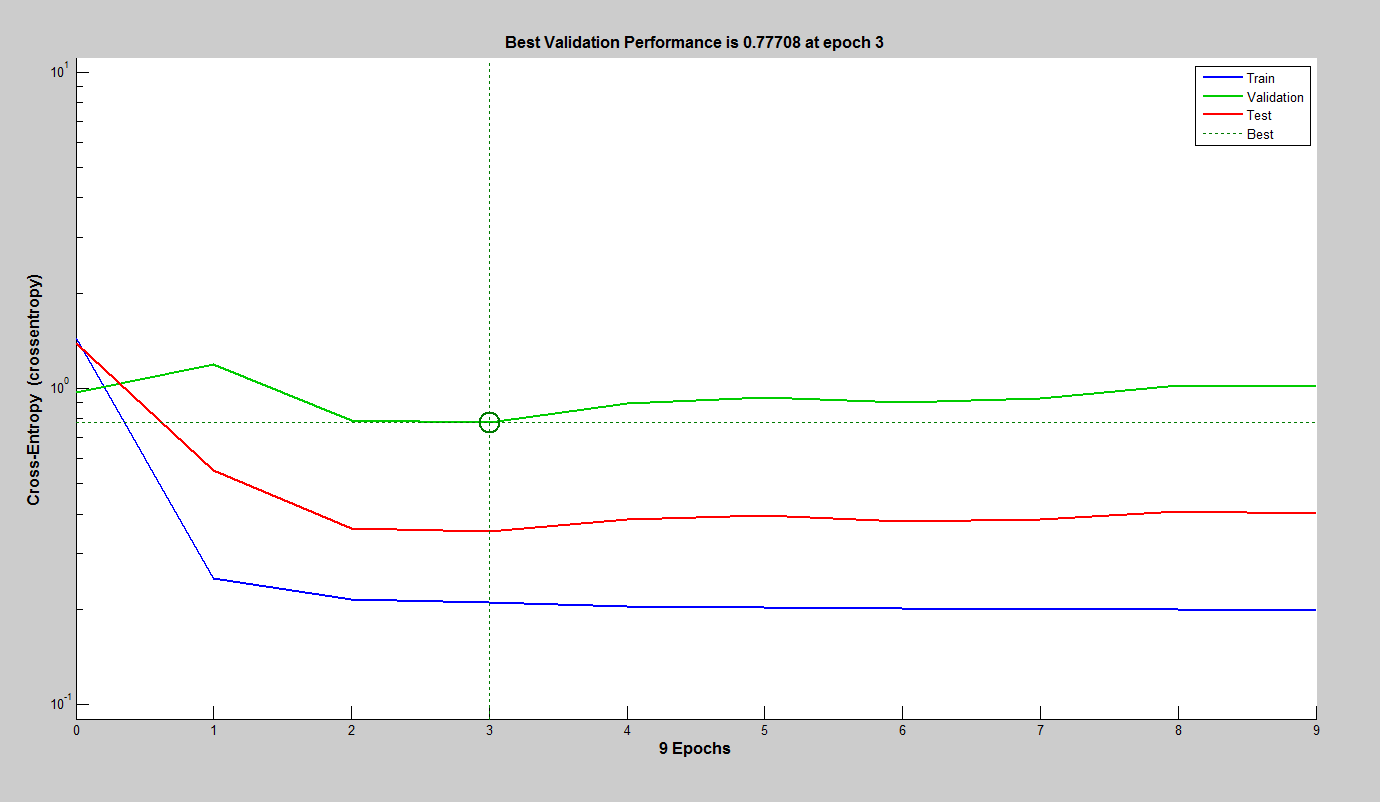 Best Validation Performance is 0.77708 at epoch 3
10^1
10^0
10^-1
Cross-Entropy (crossentropy)
Train
Validation
Test
Best
0 1 2 3 4 5 6 7 8 9
9 Epochs